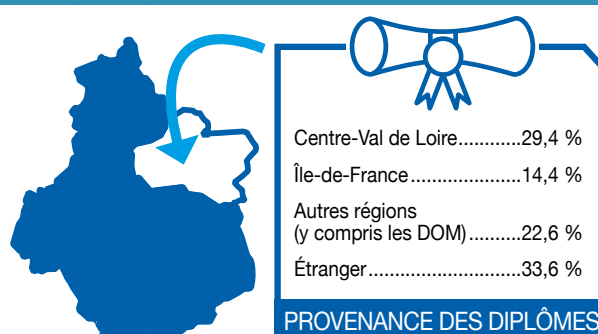 Centre-Val de Loire............29,4 %
Île-de-France.....................14,4 %
Autres régions
(y compris les DOM)..........22,6 %
Étranger.............................33,6 %
PROVENANCE DES DIPLÔMES